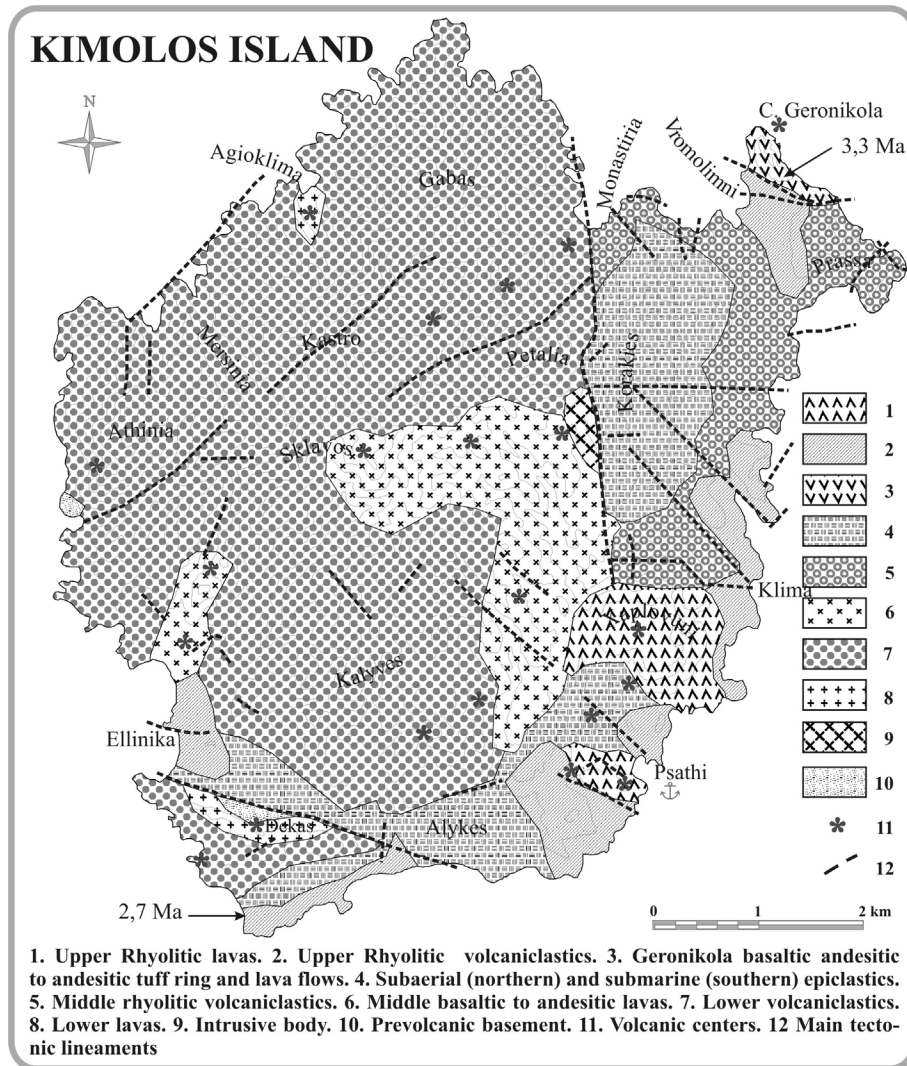 KIMOLOS ISLAND
N
C. Geronikola
3,3 Ma
Agioklima
Gabas
Monastiria
Vromolimni
Prassa
Mersinia
Kastro
Petalia
Korakies
Athinia
Sklavos
1
2
3
4
5
Klima
6
Xaplovuni
7
Kalyves
8
Ellinika
9
Psathi
10
Dekas
Alykes
11
12
2,7 Ma
0 1 2 km
1. Upper Rhyolitic lavas. 2. Upper Rhyolitic volcaniclastics. 3. Geronikola basaltic andesitic
to andesitic tuff ring and lava flows. 4. Subaerial (northern) and submarine (southern) epiclastics.
5. Middle rhyolitic volcaniclastics. 6. Middle basaltic to andesitic lavas. 7. Lower volcaniclastics.
8. Lower lavas. 9. Intrusive body. 10. Prevolcanic basement. 11. Volcanic centers. 12 Main tecto-
nic lineaments